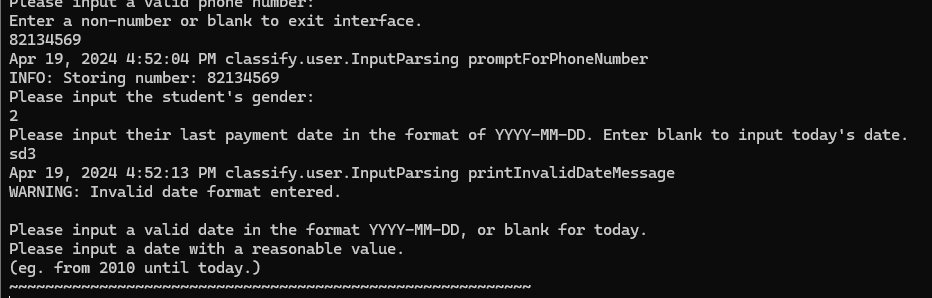 Please input a valid phone number:
Enter a non-number or blank to exit interface.
82134569
Apr 19, 2024 4:52:04 PM classify.user.InputParsing promptForPhoneNumber
INFO: Storing number: 82134569
Please input the student's gender:
2
Please input their last payment date in the format of YYYY-MM-DD. Enter blank to input today's date.
sd3
Apr 19, 2024 4:52:13 PM classify.user.InputParsing printInvalidDateMessage
WARNING: Invalid date format entered.
Please input a valid date in the format YYYY-MM-DD, or blank for today.
Please input a date with a reasonable value.
(eg. from 2010 until today.)
~~~~~~~~~~~~~~~~~~~~~~~~~~~~~~~~~~~~~~~~~~~~~~~~~~~~~~~~~~